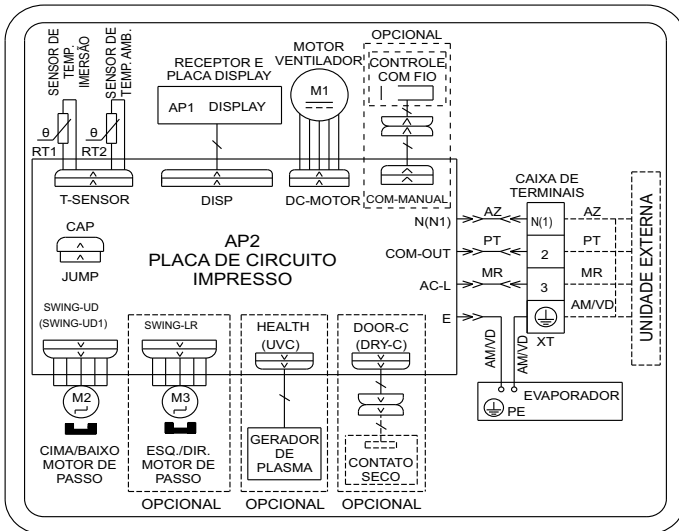 SENSOR DE
TEMP.
IMERSÃO
SENSOR DE
TEMP. AMB.
RECEPTOR E
PLACA DISPLAY
MOTOR
VENTILADOR
OPCIONAL
CONTROLE
COM FIO
AP1 DISPLAY
M1
θ
RT1
θ
RT2
T-SENSOR
DISP
DC-MOTOR
COM-MANUAL
CAP
JUMP
AP2
PLACA DE CIRCUITO
IMPRESSO
N(N1)
COM-OUT
AC-L
E
AZ
PT
MR
AM/VD
AM/VD
CAIXA DE
TERMINAIS
N(1)
2
3
XT
AZ
PT
MR
AM/VD
UNIDADE EXTERNA
EVAPORADOR
PE
SWING-UD
(SWING-UD1)
M2
CIMA/BAIXO
MOTOR DE
PASSO
SWING-LR
M3
ESQ./DIR.
MOTOR DE
PASSO
OPCIONAL
HEALTH
(UVC)
GERADOR
DE
PLASMA
OPCIONAL
DOOR-C
(DRY-C)
CONTATO
SECO
OPCIONAL